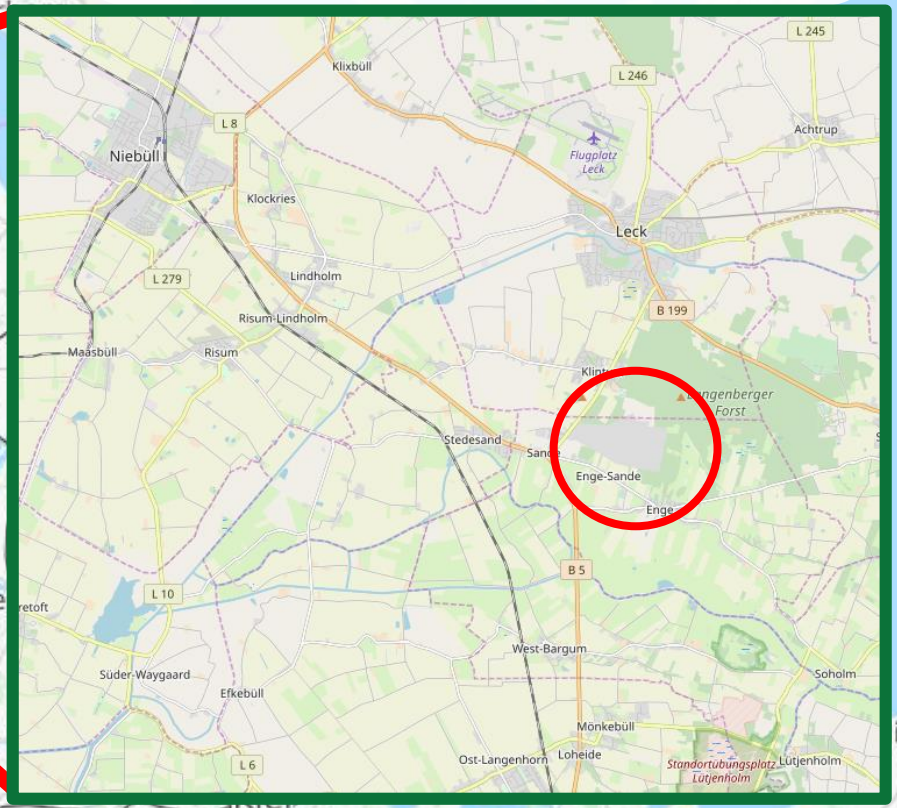 L 245
Klixbüll
L 246
L 8
Achtrup
Flugplatz
Leck
Niebüll
Klockries
Leck
Lindholm
L 279
B 199
Risum-Lindholm
Maasbüll
Risum
Forst
Stedesand
Enge-Sande
Enge
B 5
L 10
West-Bargum
Süder-Waygaard
Soholm
Efkebüll
Mönkebüll
Loheide
Ost-Langenhorn
L 6
Standortübungsplatz
Lütjenholm
Lütjenholm